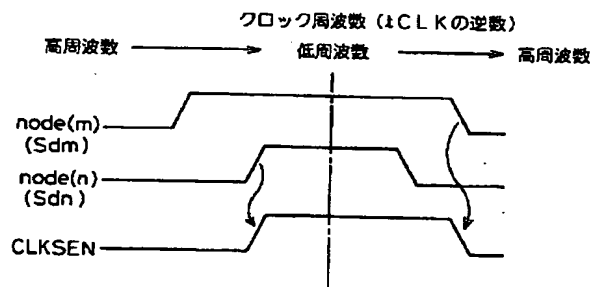 クロック周波数（tCLKの逆数）
高周波数 低周波数 高周波数
node(m)
(Sdm)
node(n)
(Sdn)
CLKSEN